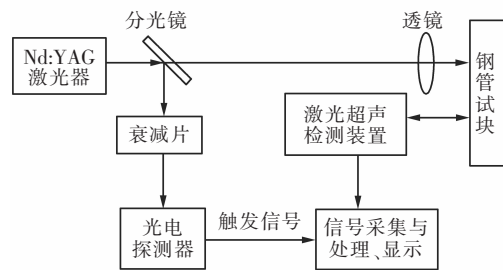 分光镜
透镜
Nd:YAG
激光器
钢管试块
衰减片
激光超声
检测装置
光电
探测器
触发信号
信号采集与
处理、显示